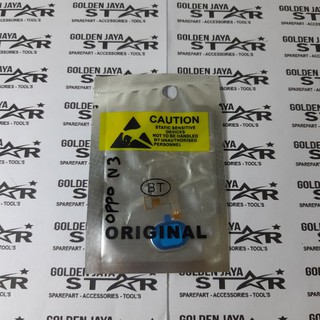 GOLDEN JAYA
STAR
SPAREPART - ACCESSORIES - TOOL'S
CAUTION
STATIC SENSITIVE
DEVICES
NOT TO BE HANDLED
BY UNAUTHORISED
PERSONNEL
OPPO N3
BT
ORIGINAL